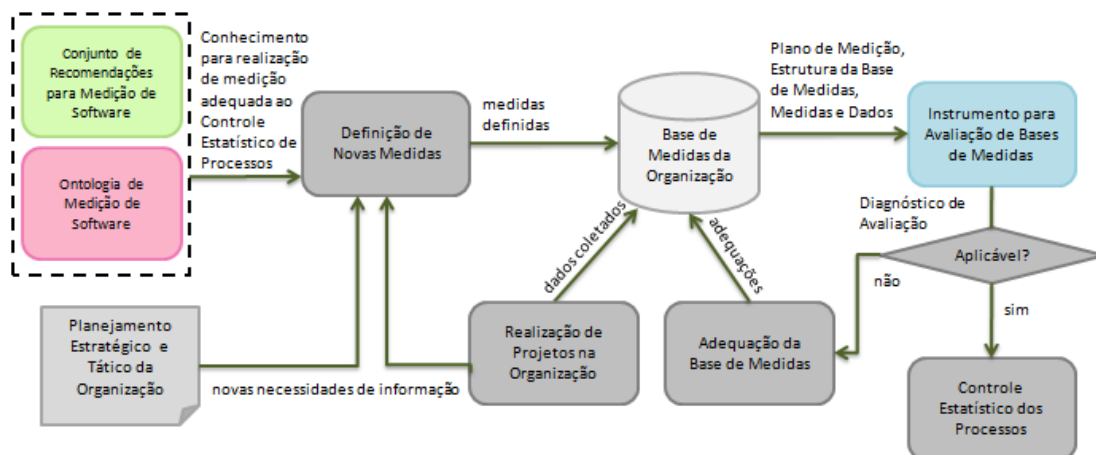 Conjunto de
Recomendações
para Medição de
Software
Ontologia de
Medição de
Software
Conhecimento
para realização
de medição
adequada ao
Controle
Estatístico de
Processos
Definição de
Novas Medidas
medidas
definidas
Base de
Medidas da
Organização
Plano de Medição,
Estrutura da Base
de Medidas,
Medidas e Dados
Instrumento para
Avaliação de Bases
de Medidas
Diagnóstico de
Avaliação
Aplicável?
não
sim
dados coletados
adequações
Planejamento
Estratégico e
Tático da
Organização
novas necessidades de informação
Realização de
Projetos na
Organização
Adequação da
Base de Medidas
Controle
Estatístico dos
Processos